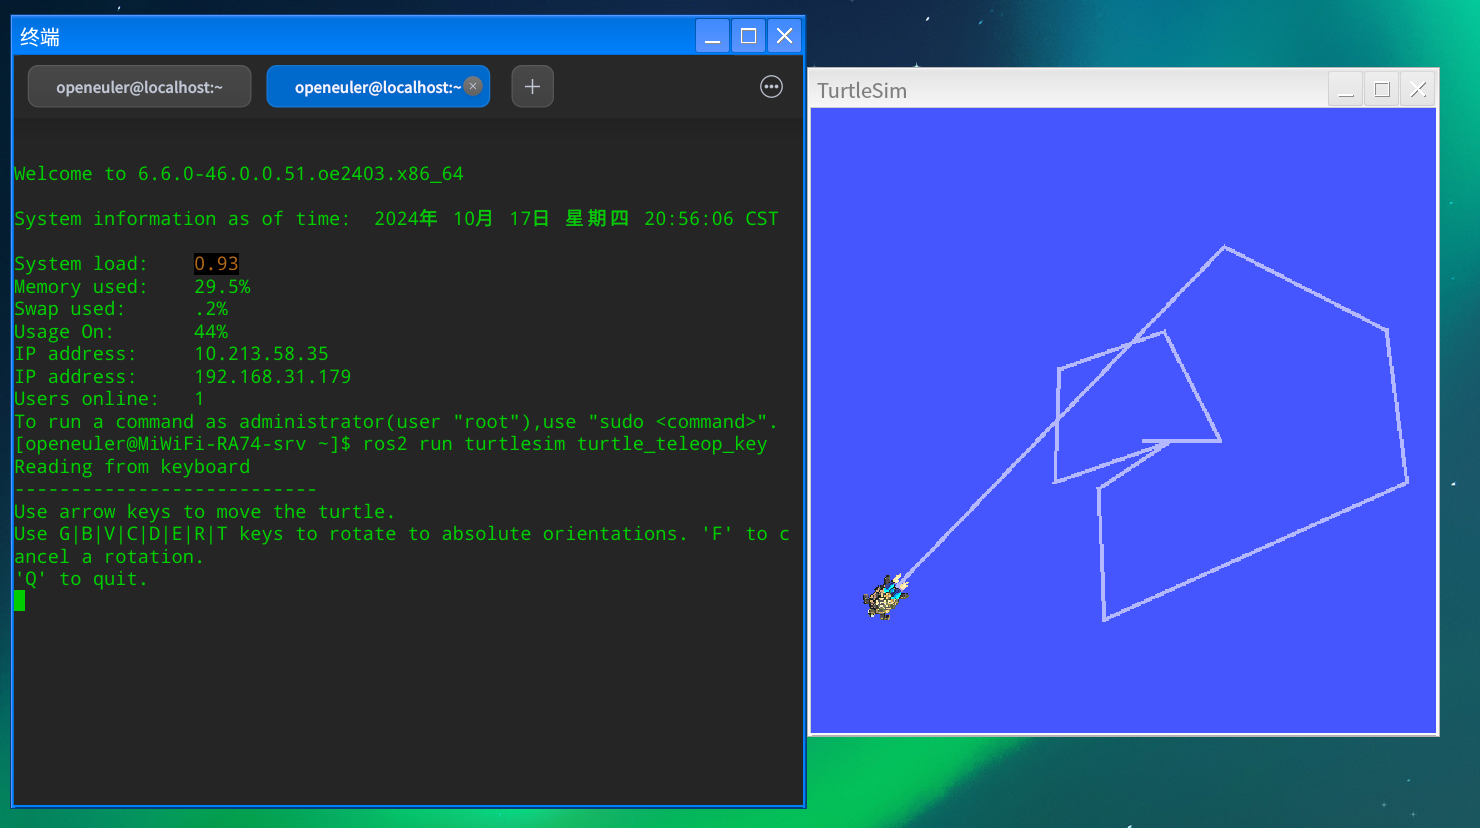 终端
openeuler@localhost:~
openeuler@localhost:~
Welcome to 6.6.0-46.0.0.51.oe2403.x86_64
System information as of time:  2024年 10月 17日 星期四 20:56:06 CST
System load:    0.93
Memory used:    29.5%
Swap used:      .2%
Usage On:       44%
IP address:     10.213.58.35
IP address:     192.168.31.179
Users online:   1
To run a command as administrator(user "root"),use "sudo <command>".
[openeuler@MiWiFi-RA74-srv ~]$ ros2 run turtlesim turtle_teleop_key
Reading from keyboard
---------------------------
Use arrow keys to move the turtle.
Use G|B|V|C|D|E|R|T keys to rotate to absolute orientations. 'F' to c
ancel a rotation.
'Q' to quit.
TurtleSim